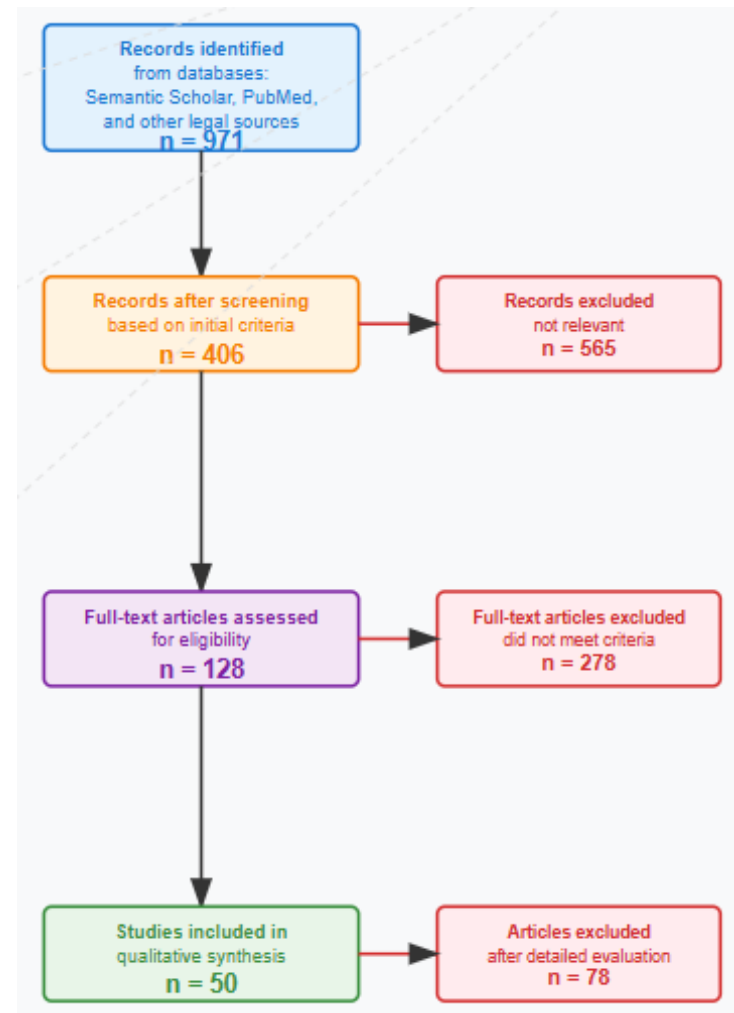 Records identified
from databases:
Semantic Scholar, PubMed,
and other legal sources
n = 971
Records after screening
based on initial criteria
n = 406
Records excluded
not relevant
n = 565
Full-text articles assessed
for eligibility
n = 128
Full-text articles excluded
did not meet criteria
n = 278
Studies included in
qualitative synthesis
n = 50
Articles excluded
after detailed evaluation
n = 78